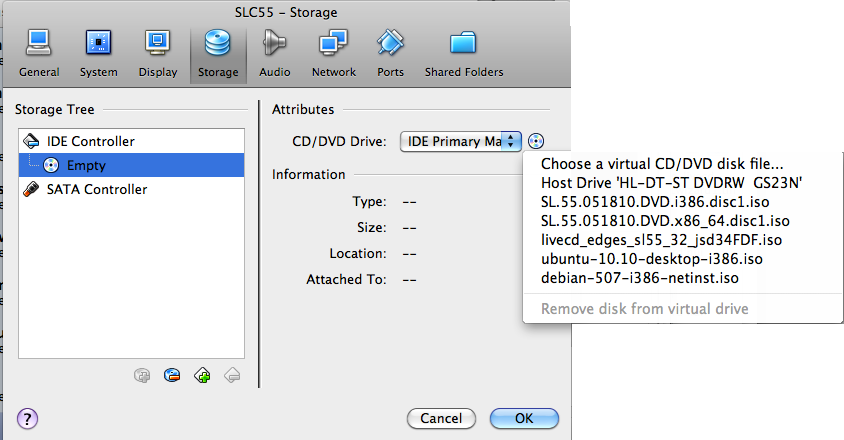 SLC55 - Storage
General System Display Storage Audio Network Ports Shared Folders
Storage Tree
IDE Controller
Empty
SATA Controller
Attributes
CD/DVD Drive: IDE Primary Ma
Information
Type: --
Size: --
Location: --
Attached To: --
Choose a virtual CD/DVD disk file...
Host Drive 'HL-DT-ST DVDRW GS23N'
SL.55.051810.DVD.i386.disc1.iso
SL.55.051810.DVD.x86_64.disc1.iso
livecd_edges_sl55_32_jsd34FDF.iso
ubuntu-10.10-desktop-i386.iso
debian-507-i386-netinst.iso
Remove disk from virtual drive
?
Cancel OK